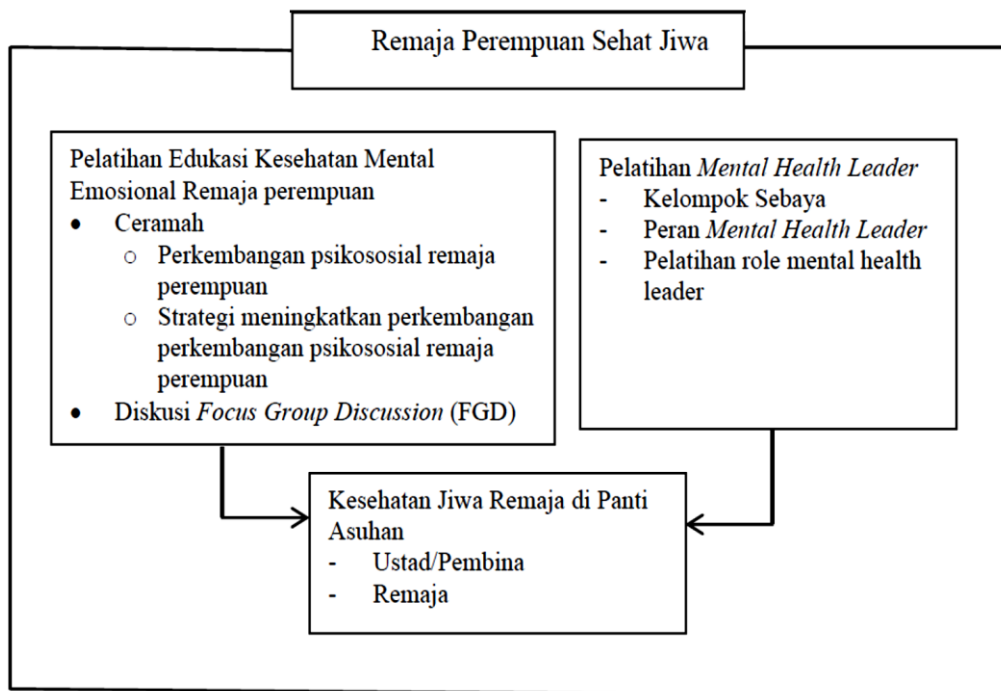 Remaja Perempuan Sehat Jiwa
Pelatihan Edukasi Kesehatan Mental
Emosional Remaja perempuan
• Ceramah
o Perkembangan psikososial remaja
perempuan
o Strategi meningkatkan perkembangan
perkembangan psikososial remaja
perempuan
• Diskusi Focus Group Discussion (FGD)
Pelatihan Mental Health Leader
- Kelompok Sebaya
- Peran Mental Health Leader
- Pelatihan role mental health
leader
Kesehatan Jiwa Remaja di Panti
Asuhan
- Ustad/Pembina
- Remaja